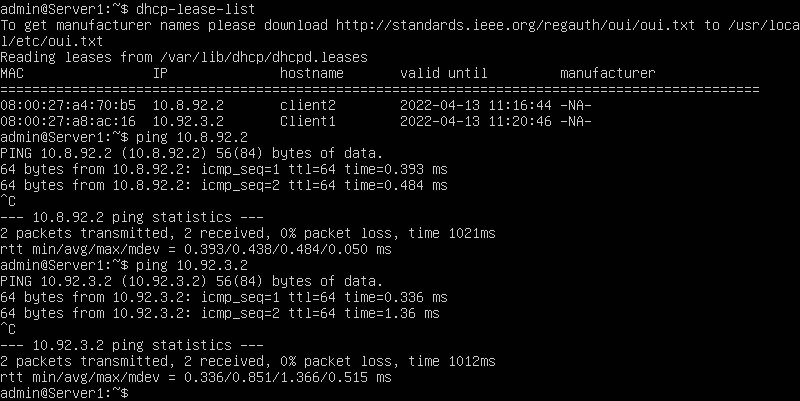 admin@Server1:~$ dhcp-lease-list
To get manufacturer names please download http://standards.ieee.org/regauth/oui/oui.txt to /usr/loca
l/etc/oui.txt
Reading leases from /var/lib/dhcp/dhcpd.leases
MAC                IP              hostname       valid until         manufacturer
===============================================================================================
08:00:27:a4:70:b5  10.8.92.2       client2        2022-04-13 11:16:44 -NA-
08:00:27:a8:ac:16  10.92.3.2       Client1        2022-04-13 11:20:46 -NA-
admin@Server1:~$ ping 10.8.92.2
PING 10.8.92.2 (10.8.92.2) 56(84) bytes of data.
64 bytes from 10.8.92.2: icmp_seq=1 ttl=64 time=0.393 ms
64 bytes from 10.8.92.2: icmp_seq=2 ttl=64 time=0.484 ms
^C
--- 10.8.92.2 ping statistics ---
2 packets transmitted, 2 received, 0% packet loss, time 1021ms
rtt min/avg/max/mdev = 0.393/0.438/0.484/0.050 ms
admin@Server1:~$ ping 10.92.3.2
PING 10.92.3.2 (10.92.3.2) 56(84) bytes of data.
64 bytes from 10.92.3.2: icmp_seq=1 ttl=64 time=0.336 ms
64 bytes from 10.92.3.2: icmp_seq=2 ttl=64 time=1.36 ms
^C
--- 10.92.3.2 ping statistics ---
2 packets transmitted, 2 received, 0% packet loss, time 1012ms
rtt min/avg/max/mdev = 0.336/0.851/1.366/0.515 ms
admin@Server1:~$